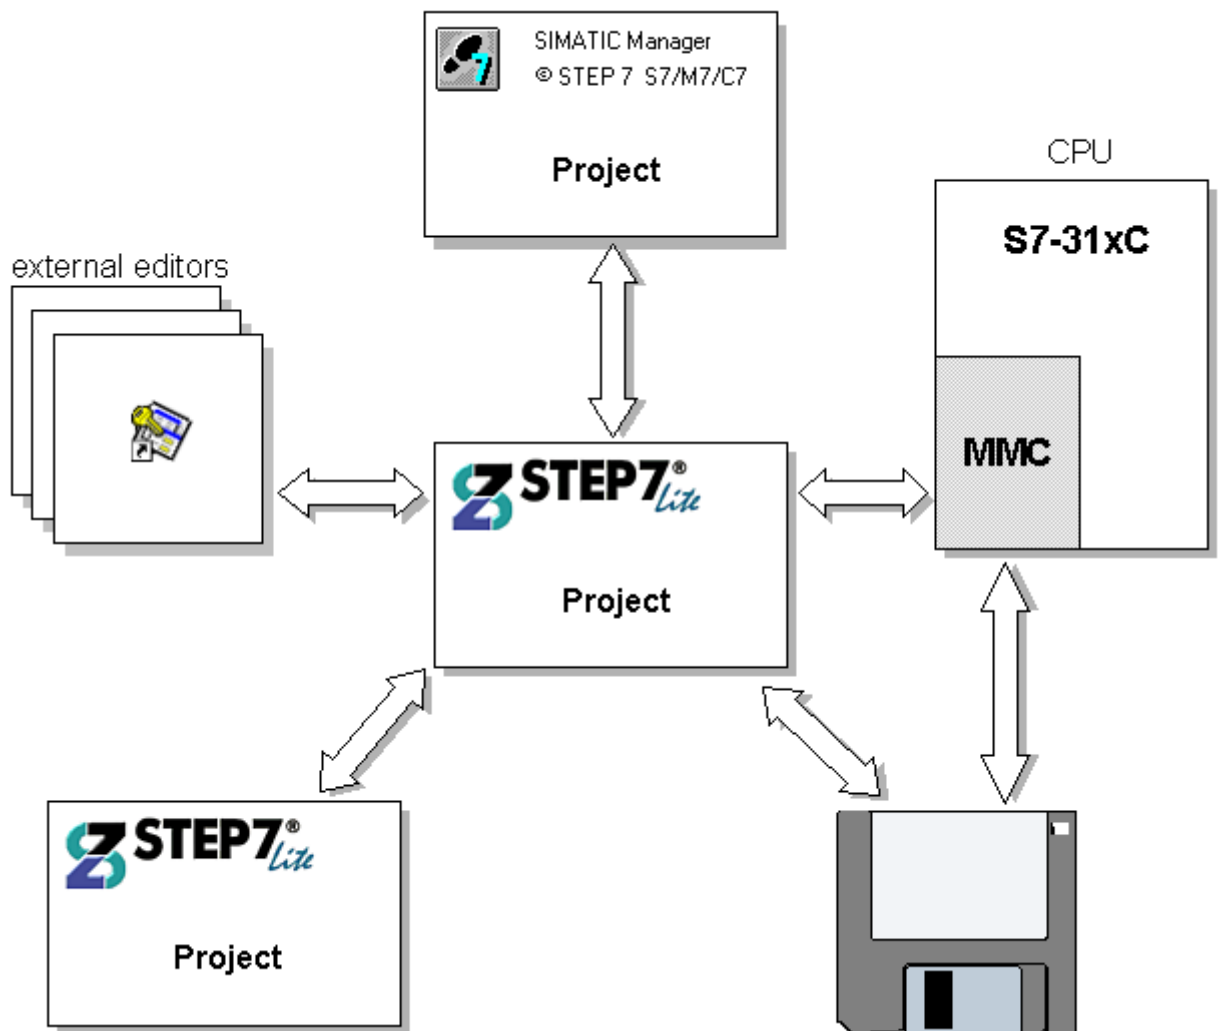 SIMATIC Manager
© STEP 7 S7/M7/C7
Project
CPU
S7-31xC
MMC
external editors
STEP7® Lite
Project
STEP7® Lite
Project